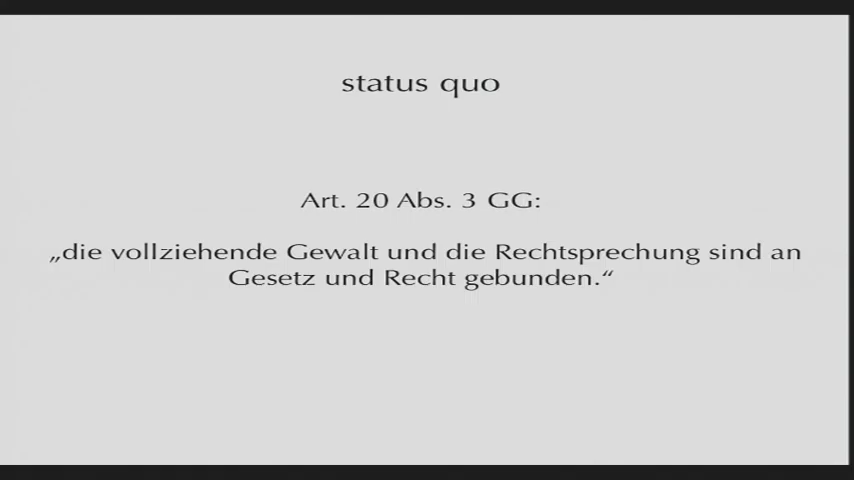 status quo
Art. 20 Abs. 3 GG:
„die vollziehende Gewalt und die Rechtsprechung sind an
Gesetz und Recht gebunden.“